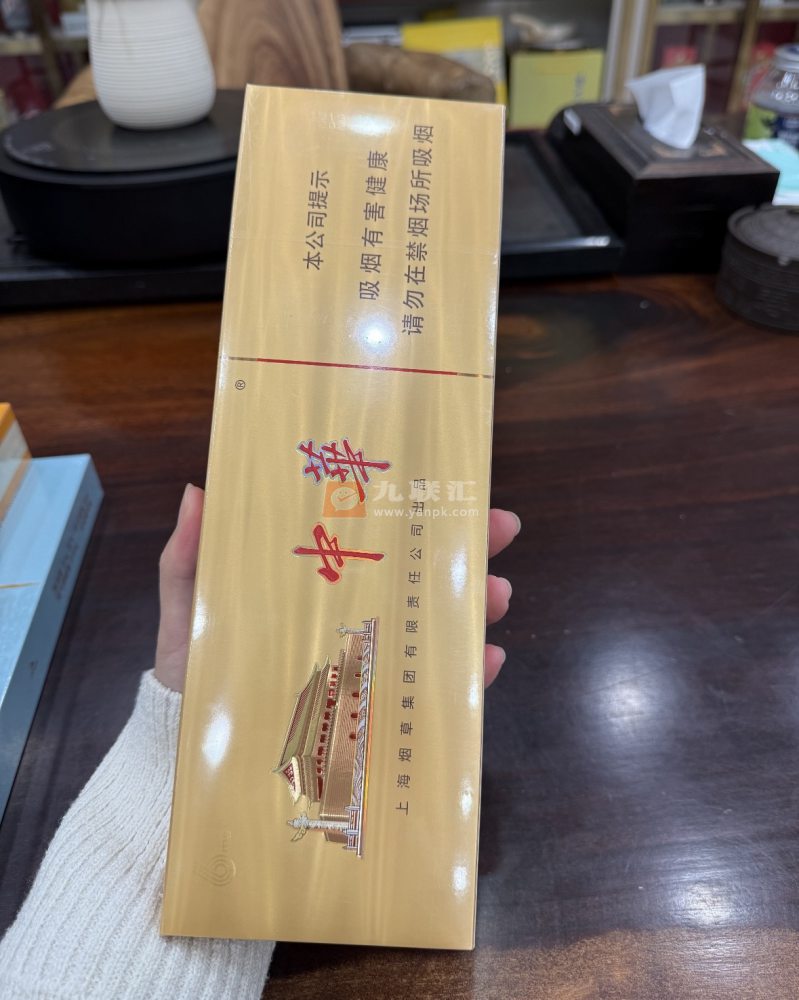 本公司提示
吸烟有害健康
请勿在禁烟场所吸烟
®
中華
上海烟草集团有限责任公司出品
九联汇
www.yanpk.com